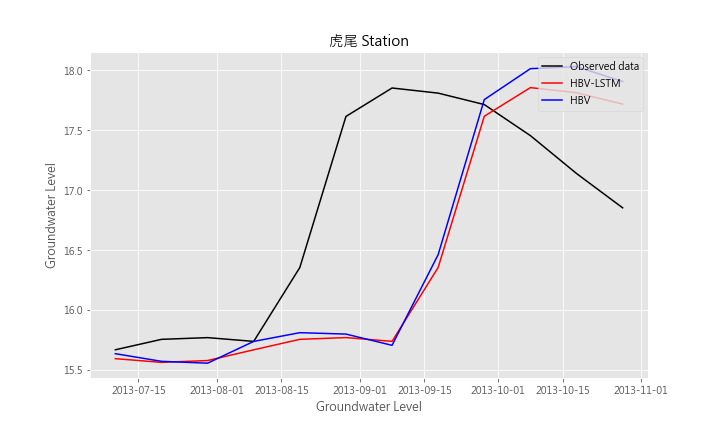 虎尾 Station
Observed data
HBV-LSTM
HBV
Groundwater Level
18.0
17.5
17.0
16.5
16.0
15.5
2013-07-15 2013-08-01 2013-08-15 2013-09-01 2013-09-15 2013-10-01 2013-10-15 2013-11-01
Groundwater Level